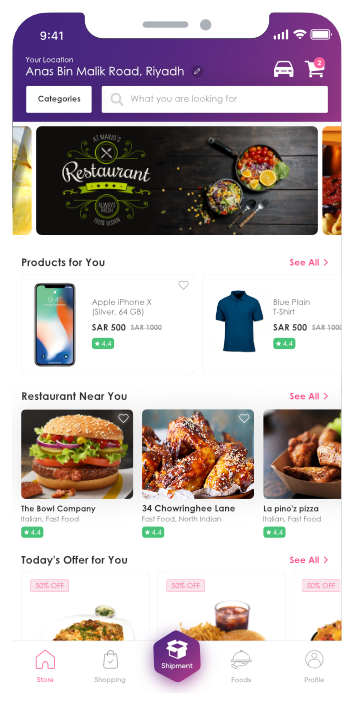 9:41
Your Location
Anas Bin Malik Road, Riyadh
2
Categories
What you are looking for
AT MARIO'S
Restaurant
ALWAYS
FRESH
100% VEGAN
Products for You
See All
Apple iPhone X
(Silver, 64 GB)
SAR 500 SAR 1000
4.4
Blue Plain
T-Shirt
SAR 500 SAR 1000
4.4
Restaurant Near You
See All
The Bowl Company
Italian, Fast Food
4.4
34 Chowringhee Lane
Fast Food, North Indian
4.4
La pino'z pizza
Italian, Fast Food
4.4
Today's Offer for You
See All
50% OFF
50% OFF
50% OFF
Store
Shopping
Shipment
Foods
Profile